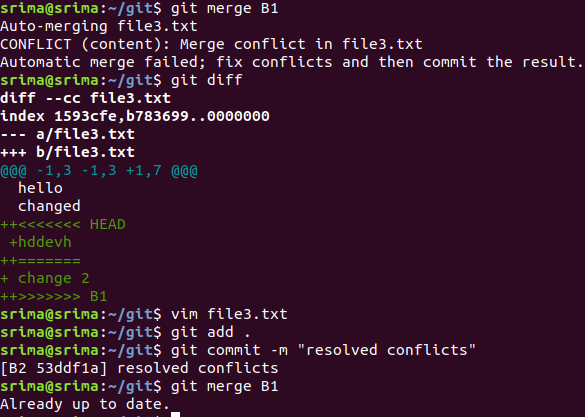 srima@srima:~/git$ git merge B1
Auto-merging file3.txt
CONFLICT (content): Merge conflict in file3.txt
Automatic merge failed; fix conflicts and then commit the result.
srima@srima:~/git$ git diff
diff --cc file3.txt
index 1593cfe,b783699..0000000
--- a/file3.txt
+++ b/file3.txt
@@@ -1,3 -1,3 +1,7 @@@
  hello
  changed
++<<<<<<< HEAD
 +hddevh
++=======
+ change 2
++>>>>>>> B1
srima@srima:~/git$ vim file3.txt
srima@srima:~/git$ git add .
srima@srima:~/git$ git commit -m "resolved conflicts"
[B2 53ddf1a] resolved conflicts
srima@srima:~/git$ git merge B1
Already up to date.